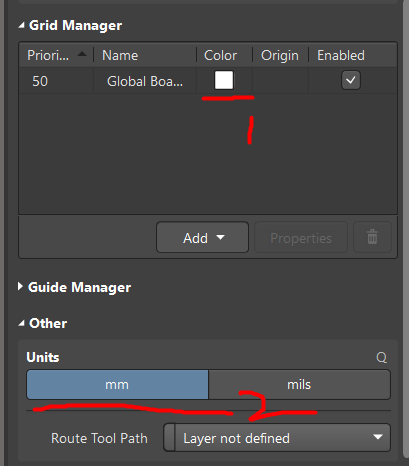 Grid Manager
Priori... Name Color Origin Enabled
50 Global Boa...
1
Add Properties
Guide Manager
Other
Units Q
mm mils
2
Route Tool Path Layer not defined